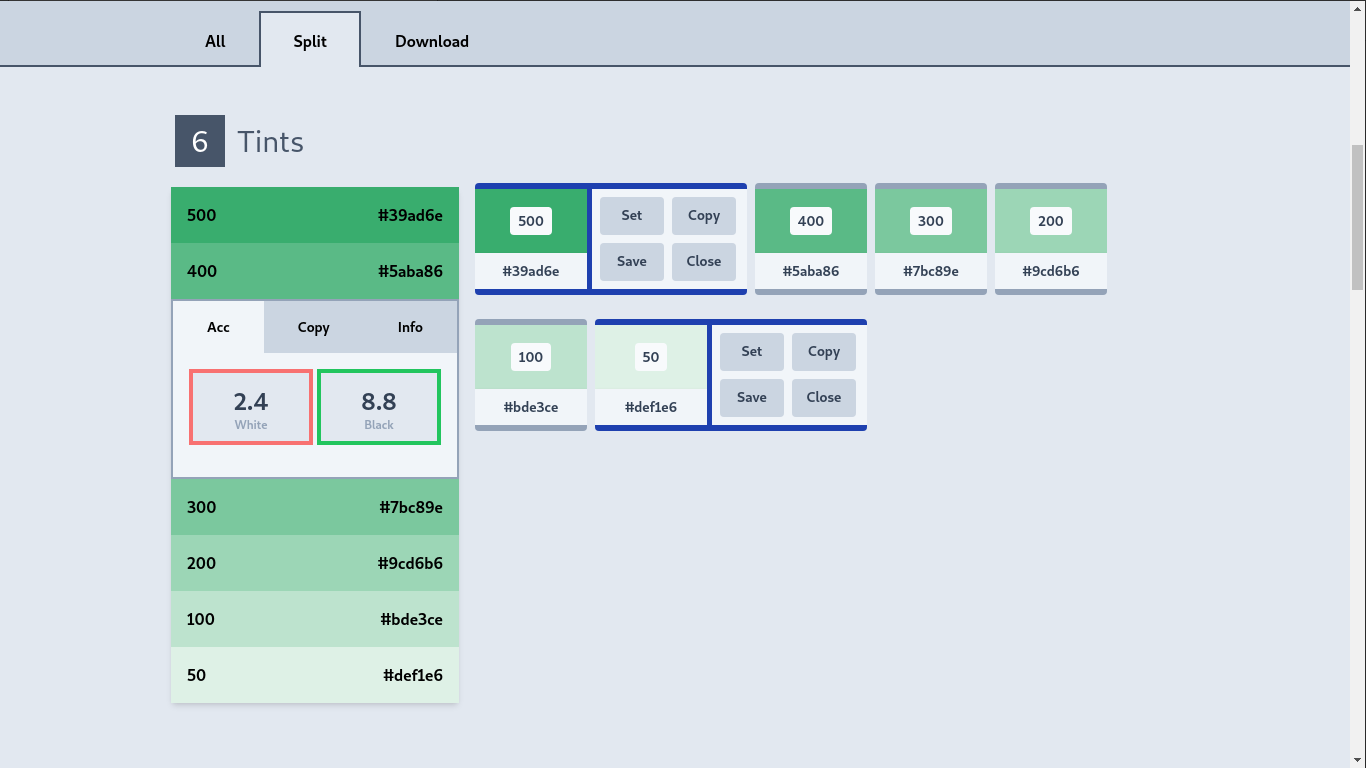 All Split Download
6 Tints
500 #39ad6e
400 #5aba86
Acc Copy Info
2.4 8.8
White Black
300 #7bc89e
200 #9cd6b6
100 #bde3ce
50 #def1e6
500 Set Copy 400 300 200
Save Close
#39ad6e #5aba86 #7bc89e #9cd6b6
100 50 Set Copy
Save Close
#bde3ce #def1e6